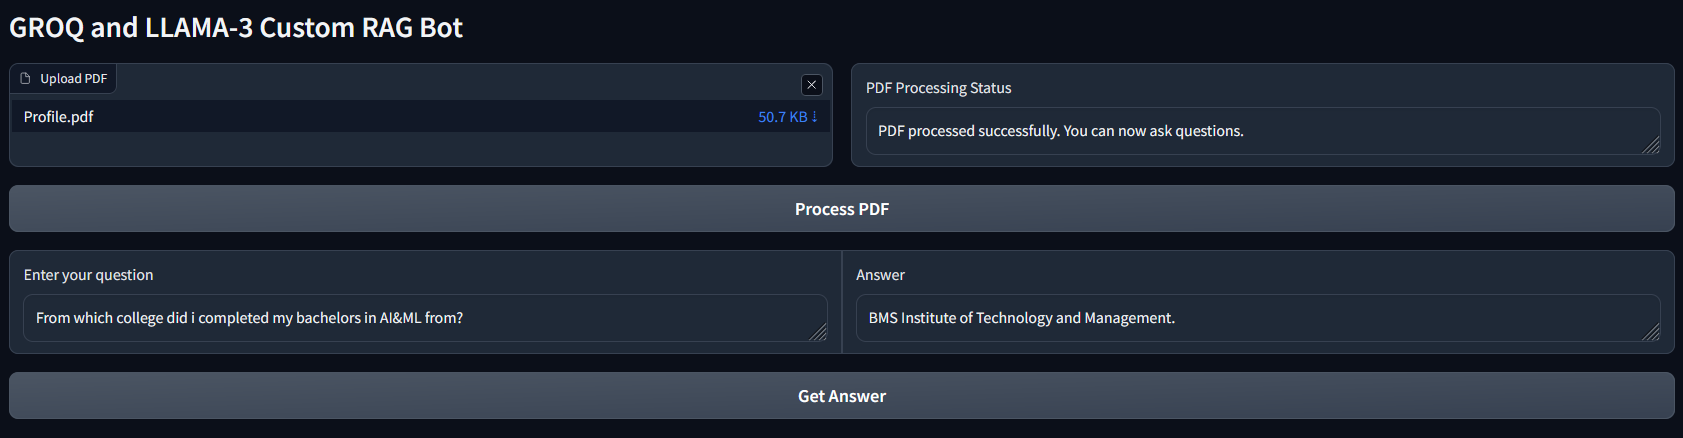 GROQ and LLAMA-3 Custom RAG Bot
Upload PDF
Profile.pdf
50.7 KB ↓
PDF Processing Status
PDF processed successfully. You can now ask questions.
Process PDF
Enter your question
From which college did i completed my bachelors in AI&ML from?
Answer
BMS Institute of Technology and Management.
Get Answer